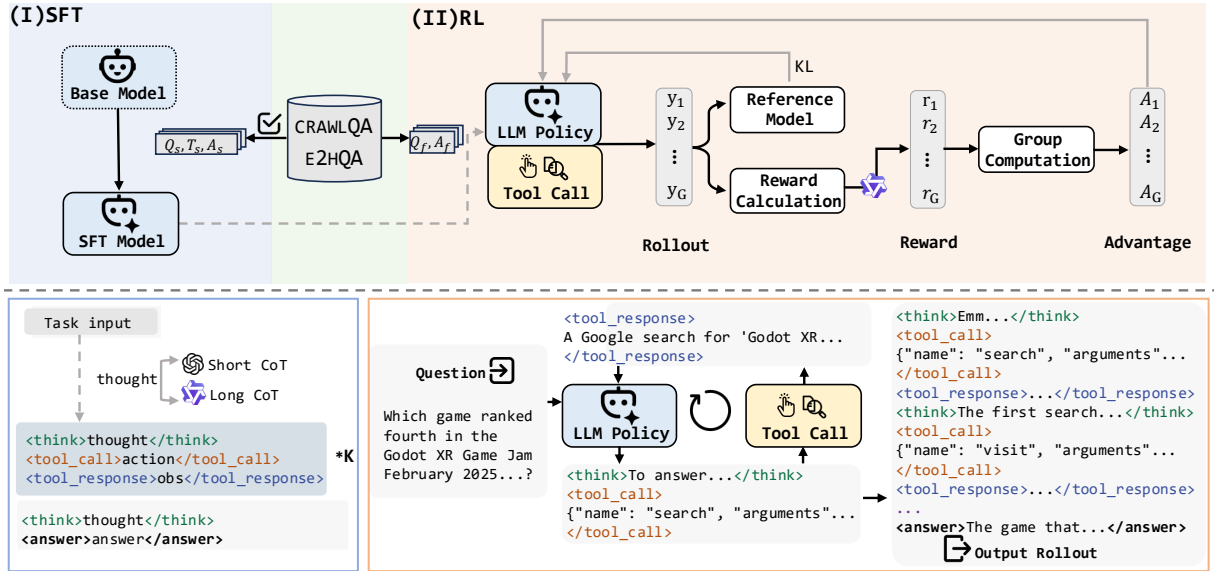 (I)SFT
Base Model
SFT Model
Qs, Ts, As
CRAWLQA
E2HQA
Qf, Af
(II)RL
LLM Policy
Tool Call
KL
y1
y2
⋮
yG
Rollout
Reference
Model
Reward
Calculation
r1
r2
⋮
rG
Reward
Group
Computation
A1
A2
⋮
AG
Advantage
Task input
thought
Short CoT
Long CoT
<think>thought</think>
<tool_call>action</tool_call>
<tool_response>obs</tool_response>
*K
<think>thought</think>
<answer>answer</answer>
Question
Which game ranked
fourth in the
Godot XR Game Jam
February 2025...?
<tool_response>
A Google search for 'Godot XR...
</tool_response>
LLM Policy
Tool Call
<think>To answer...</think>
<tool_call>
{"name": "search", "arguments"...
</tool_call>
<think>Emm...</think>
<tool_call>
{"name": "search", "arguments"...
</tool_call>
<tool_response>...</tool_response>
<think>The first search...</think>
<tool_call>
{"name": "visit", "arguments"...
</tool_call>
<tool_response>...</tool_response>
...
<answer>The game that...</answer>
Output Rollout